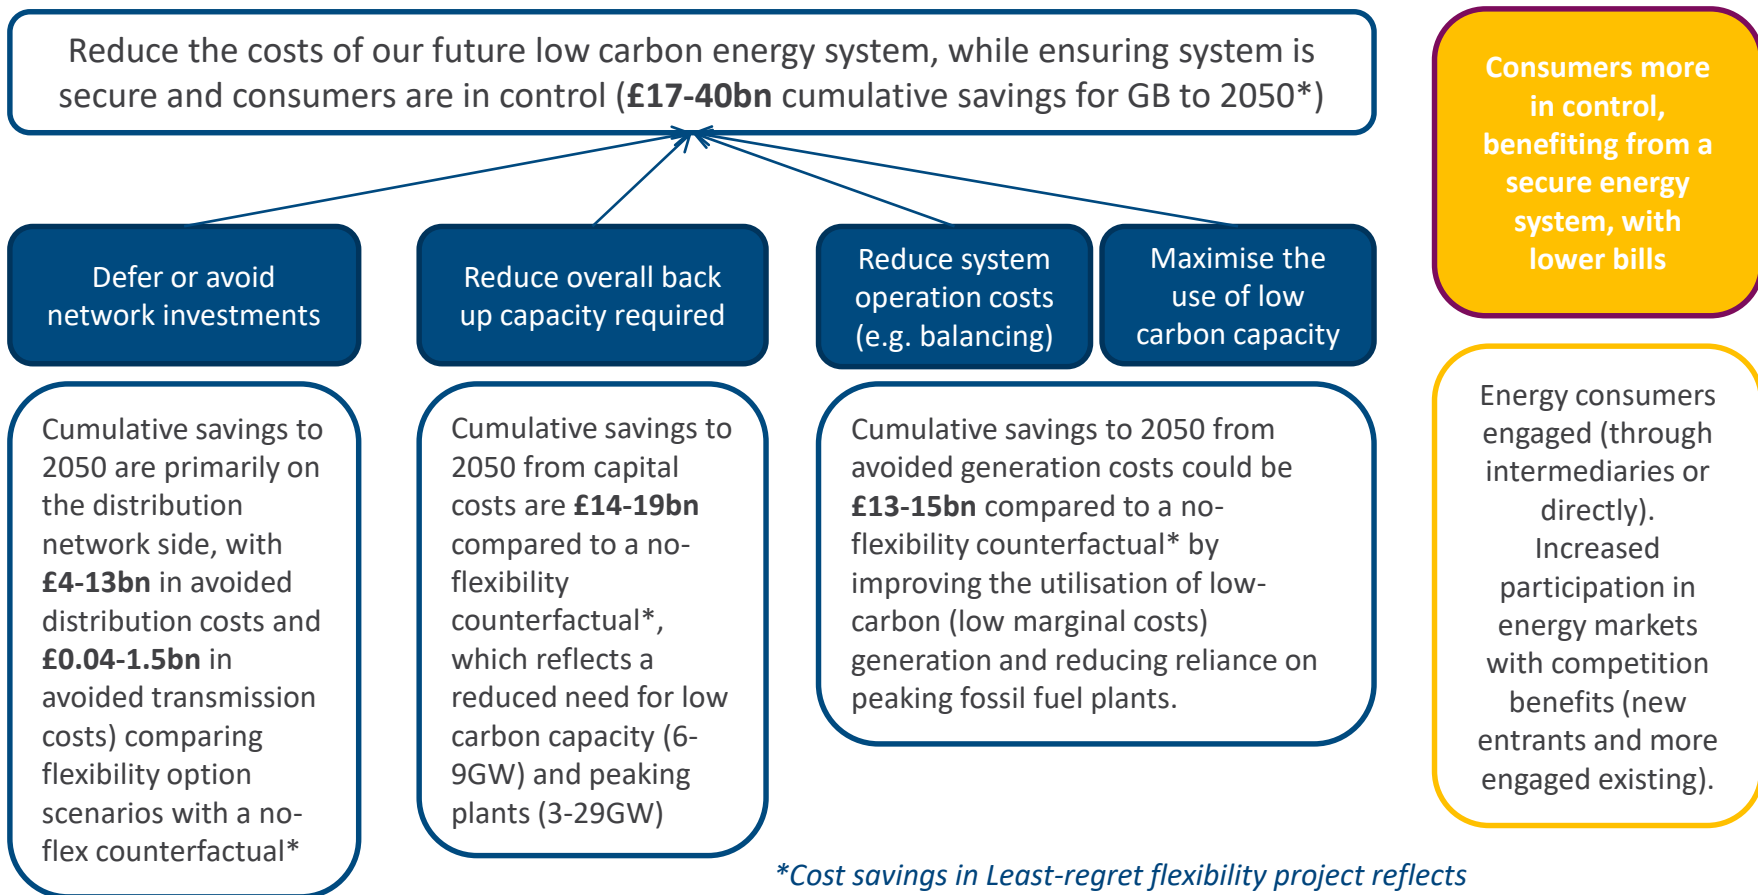 Reduce the costs of our future low carbon energy system, while ensuring system is
secure and consumers are in control (£17-40bn cumulative savings for GB to 2050*)
Defer or avoid
network investments
Reduce overall back
up capacity required
Reduce system
operation costs
(e.g. balancing)
Maximise the
use of low
carbon capacity
Cumulative savings to
2050 are primarily on
the distribution
network side, with
£4-13bn in avoided
distribution costs and
£0.04-1.5bn in
avoided transmission
costs) comparing
flexibility option
scenarios with a no-
flex counterfactual*
Cumulative savings to
2050 from capital
costs are £14-19bn
compared to a no-
flexibility
counterfactual*,
which reflects a
reduced need for low
carbon capacity (6-
9GW) and peaking
plants (3-29GW)
Cumulative savings to 2050 from
avoided generation costs could be
£13-15bn compared to a no-
flexibility counterfactual* by
improving the utilisation of low-
carbon (low marginal costs)
generation and reducing reliance on
peaking fossil fuel plants.
Consumers more
in control,
benefiting from a
secure energy
system, with
lower bills
Energy consumers
engaged (through
intermediaries or
directly).
Increased
participation in
energy markets
with competition
benefits (new
entrants and more
engaged existing).
*Cost savings in Least-regret flexibility project reflects